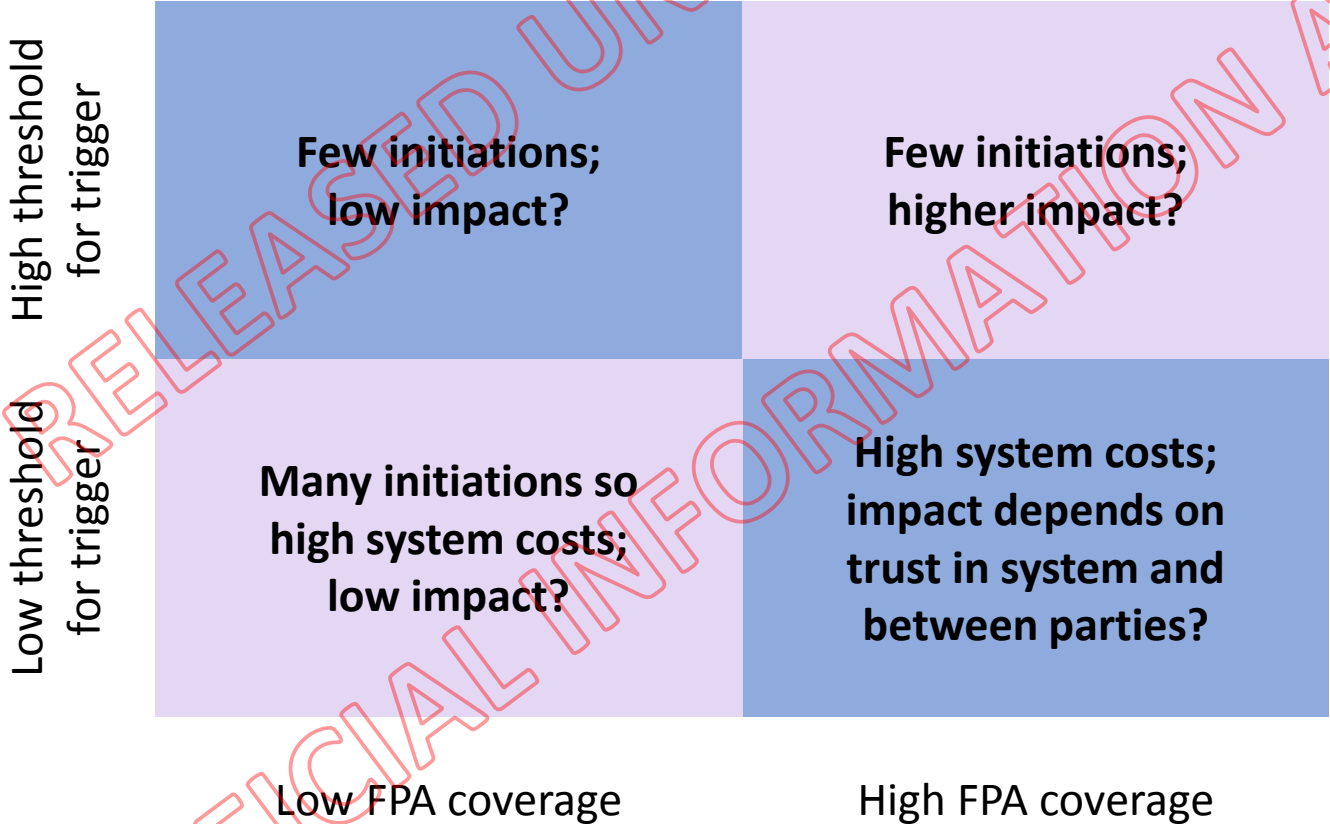 High threshold
for trigger
Few initiations;
low impact?
Few initiations;
higher impact?
Low threshold
for trigger
Many initiations so
high system costs;
low impact?
High system costs;
impact depends on
trust in system and
between parties?
Low FPA coverage
High FPA coverage
RELEASED
INFORMATION